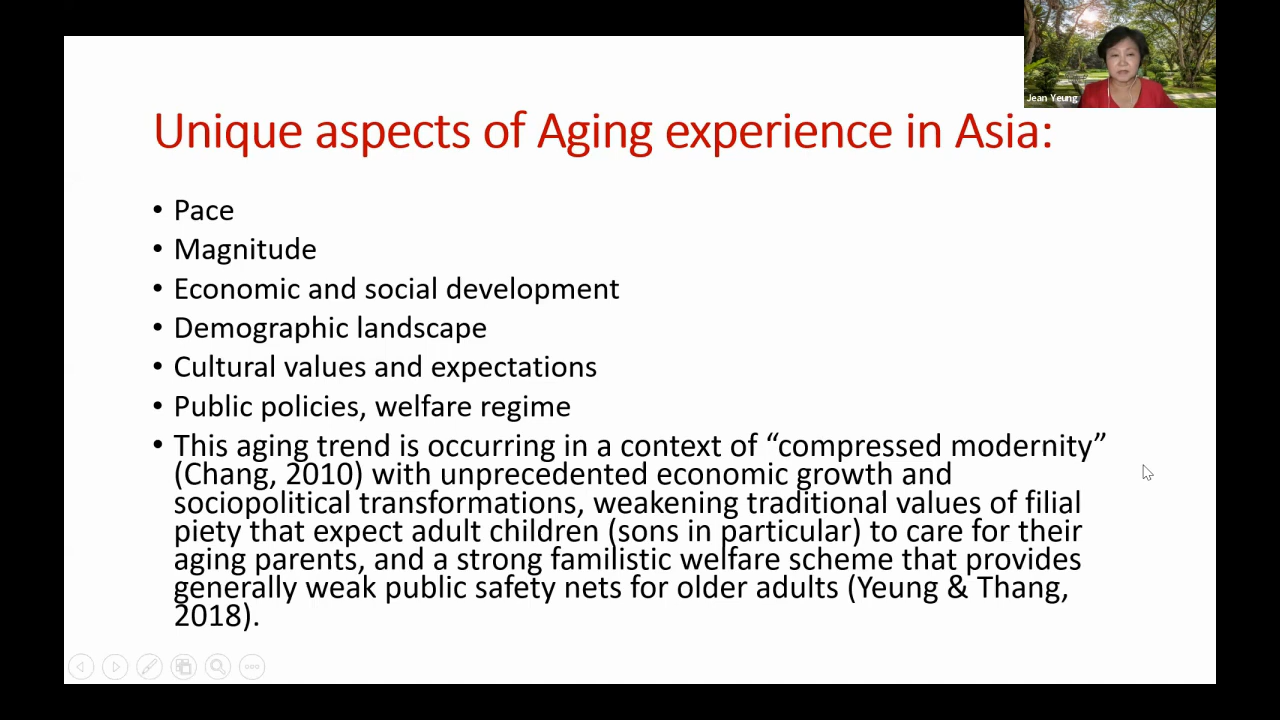 Jean Yeung
Unique aspects of Aging experience in Asia:
• Pace
• Magnitude
• Economic and social development
• Demographic landscape
• Cultural values and expectations
• Public policies, welfare regime
• This aging trend is occurring in a context of “compressed modernity”
(Chang, 2010) with unprecedented economic growth and
sociopolitical transformations, weakening traditional values of filial
piety that expect adult children (sons in particular) to care for their
aging parents, and a strong familistic welfare scheme that provides
generally weak public safety nets for older adults (Yeung & Thang,
2018).